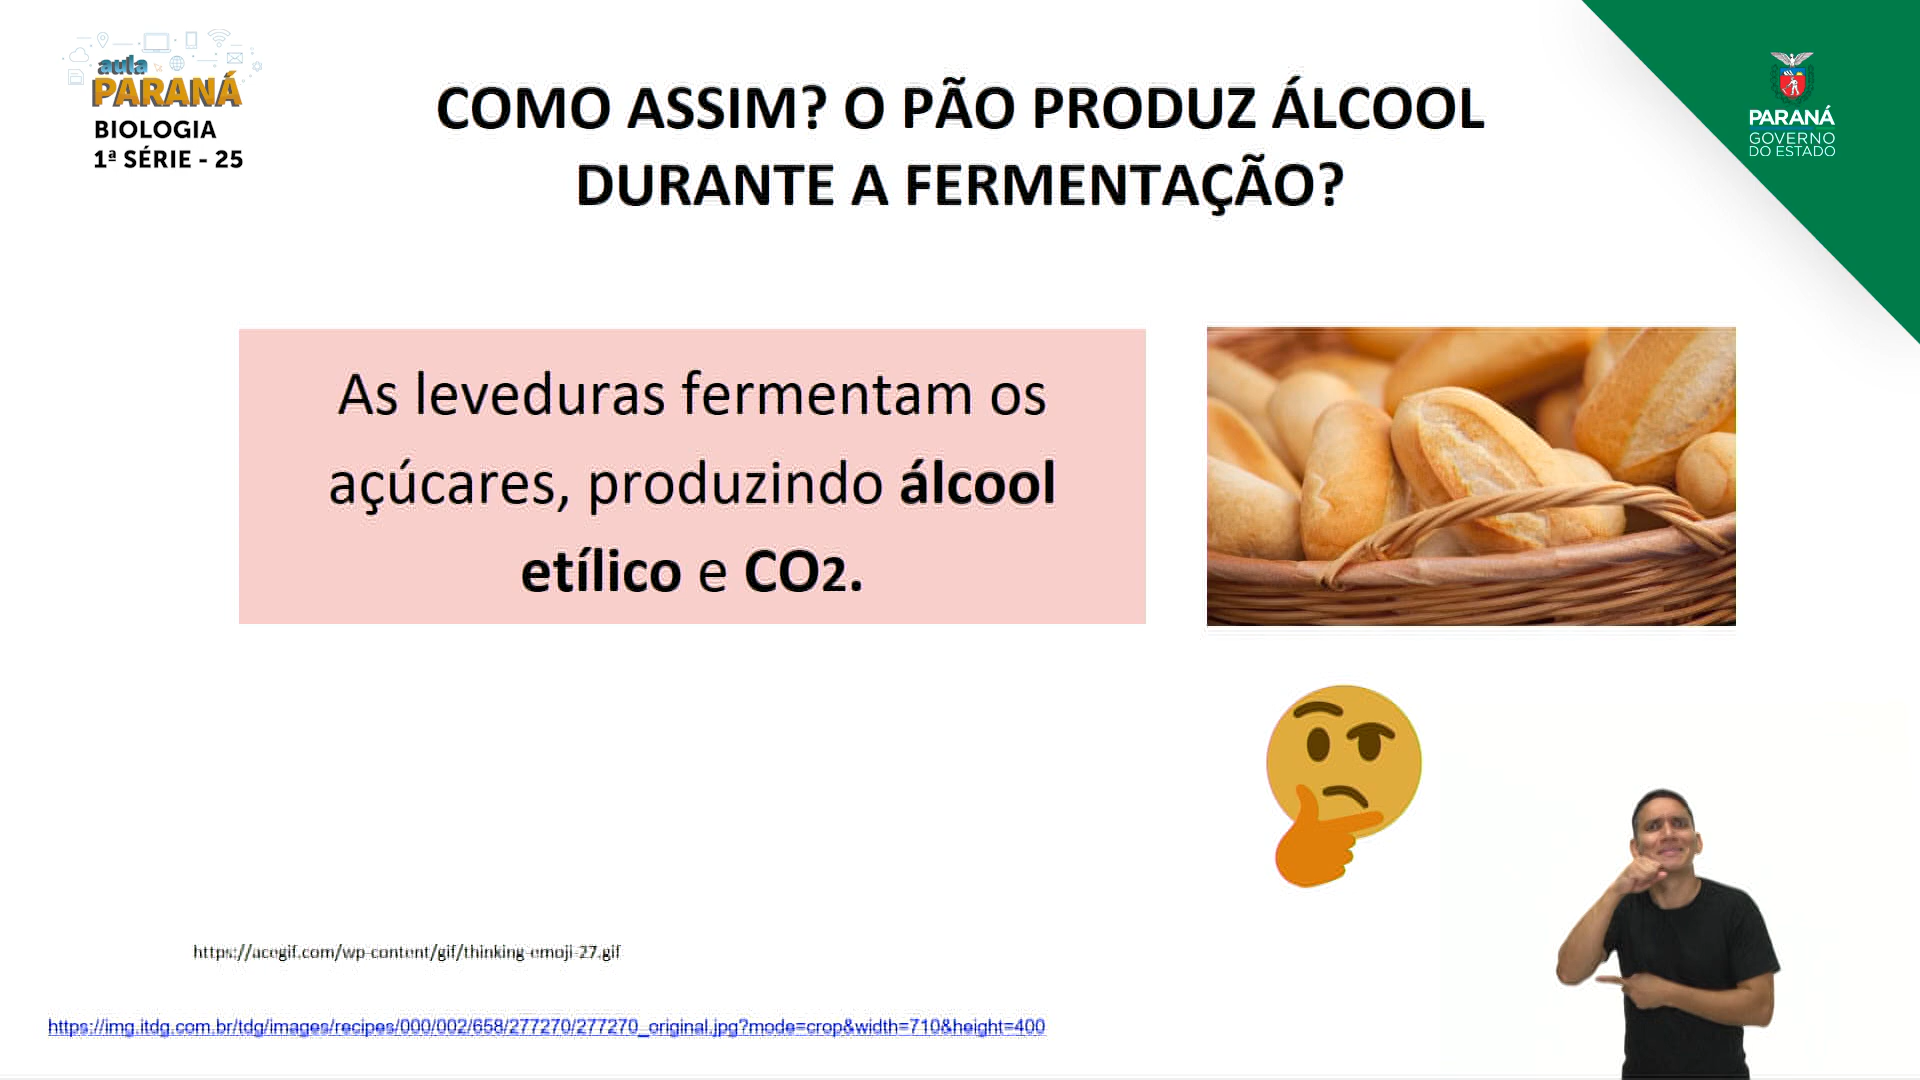 aula
PARANÁ
BIOLOGIA
1ª SÉRIE - 25
COMO ASSIM? O PÃO PRODUZ ÁLCOOL
DURANTE A FERMENTAÇÃO?
PARANÁ
GOVERNO
DO ESTADO
As leveduras fermentam os
açúcares, produzindo álcool
etílico e CO2.
https://acegif.com/wp-content/gif/thinking-emoji-27.gif
https://img.itdg.com.br/tdg/images/recipes/000/002/658/277270/277270_original.jpg?mode=crop&width=710&height=400